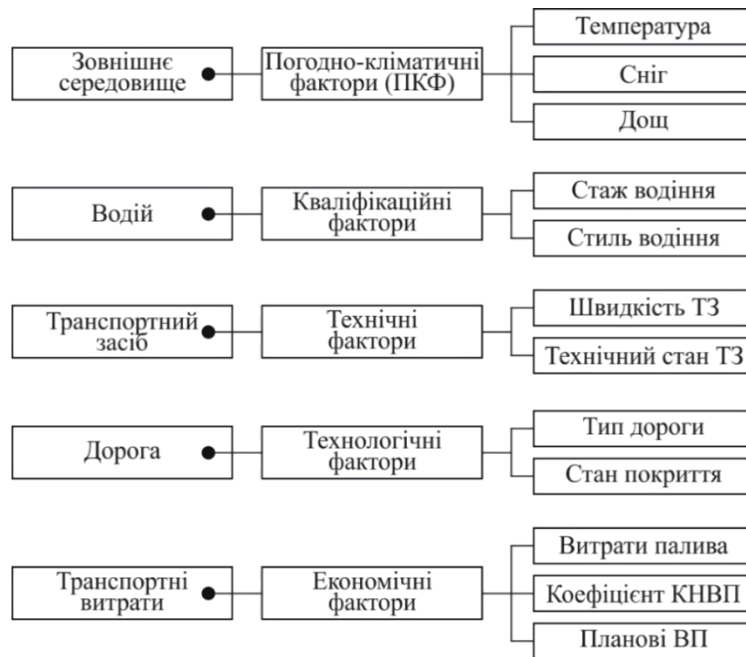 Зовнішнє
середовище
Погодно-кліматичні
фактори (ПКФ)
Температура
Сніг
Дощ
Водій
Кваліфікаційні
фактори
Стаж водіння
Стиль водіння
Транспортний
засіб
Технічні
фактори
Швидкість ТЗ
Технічний стан ТЗ
Дорога
Технологічні
фактори
Тип дороги
Стан покриття
Транспортні
витрати
Економічні
фактори
Витрати палива
Коефіцієнт КНВП
Планові ВП